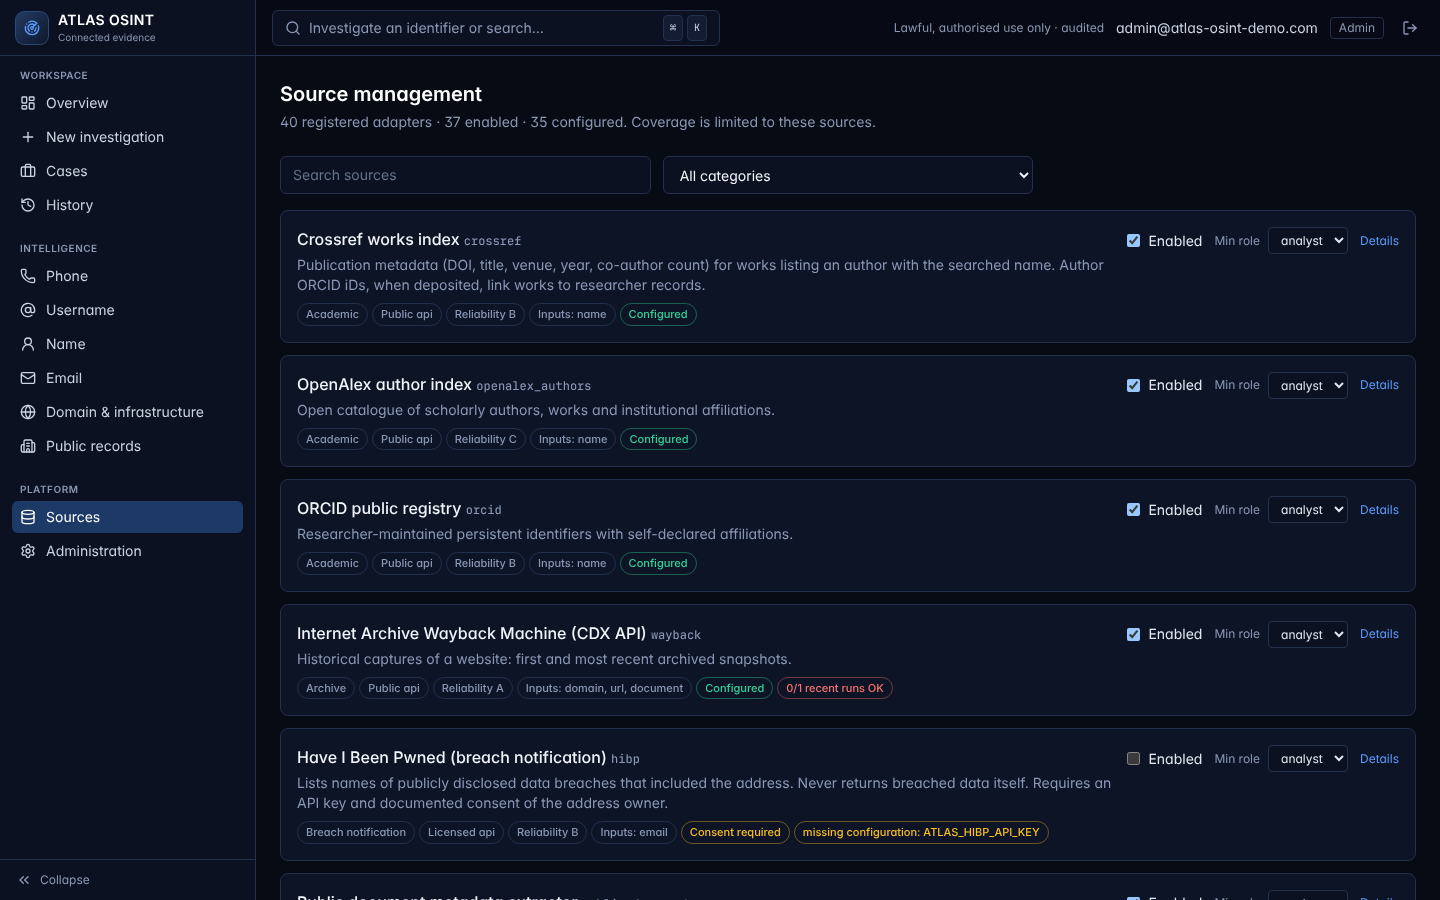 ATLAS OSINT
Connected evidence
Investigate an identifier or search...
⌘ K
Lawful, authorised use only · audited
admin@atlas-osint-demo.com
Admin
WORKSPACE
Overview
New investigation
Cases
History
INTELLIGENCE
Phone
Username
Name
Email
Domain & infrastructure
Public records
PLATFORM
Sources
Administration
Collapse
Source management
40 registered adapters · 37 enabled · 35 configured. Coverage is limited to these sources.
Search sources
All categories
Crossref works index crossref
Enabled Min role analyst Details
Publication metadata (DOI, title, venue, year, co-author count) for works listing an author with the searched name. Author
ORCID iDs, when deposited, link works to researcher records.
Academic Public api Reliability B Inputs: name Configured
OpenAlex author index openalex_authors
Enabled Min role analyst Details
Open catalogue of scholarly authors, works and institutional affiliations.
Academic Public api Reliability C Inputs: name Configured
ORCID public registry orcid
Enabled Min role analyst Details
Researcher-maintained persistent identifiers with self-declared affiliations.
Academic Public api Reliability B Inputs: name Configured
Internet Archive Wayback Machine (CDX API) wayback
Enabled Min role analyst Details
Historical captures of a website: first and most recent archived snapshots.
Archive Public api Reliability A Inputs: domain, url, document Configured 0/1 recent runs OK
Have I Been Pwned (breach notification) hibp
Enabled Min role analyst Details
Lists names of publicly disclosed data breaches that included the address. Never returns breached data itself. Requires an
API key and documented consent of the address owner.
Breach notification Licensed api Reliability B Inputs: email Consent required missing configuration: ATLAS_HIBP_API_KEY